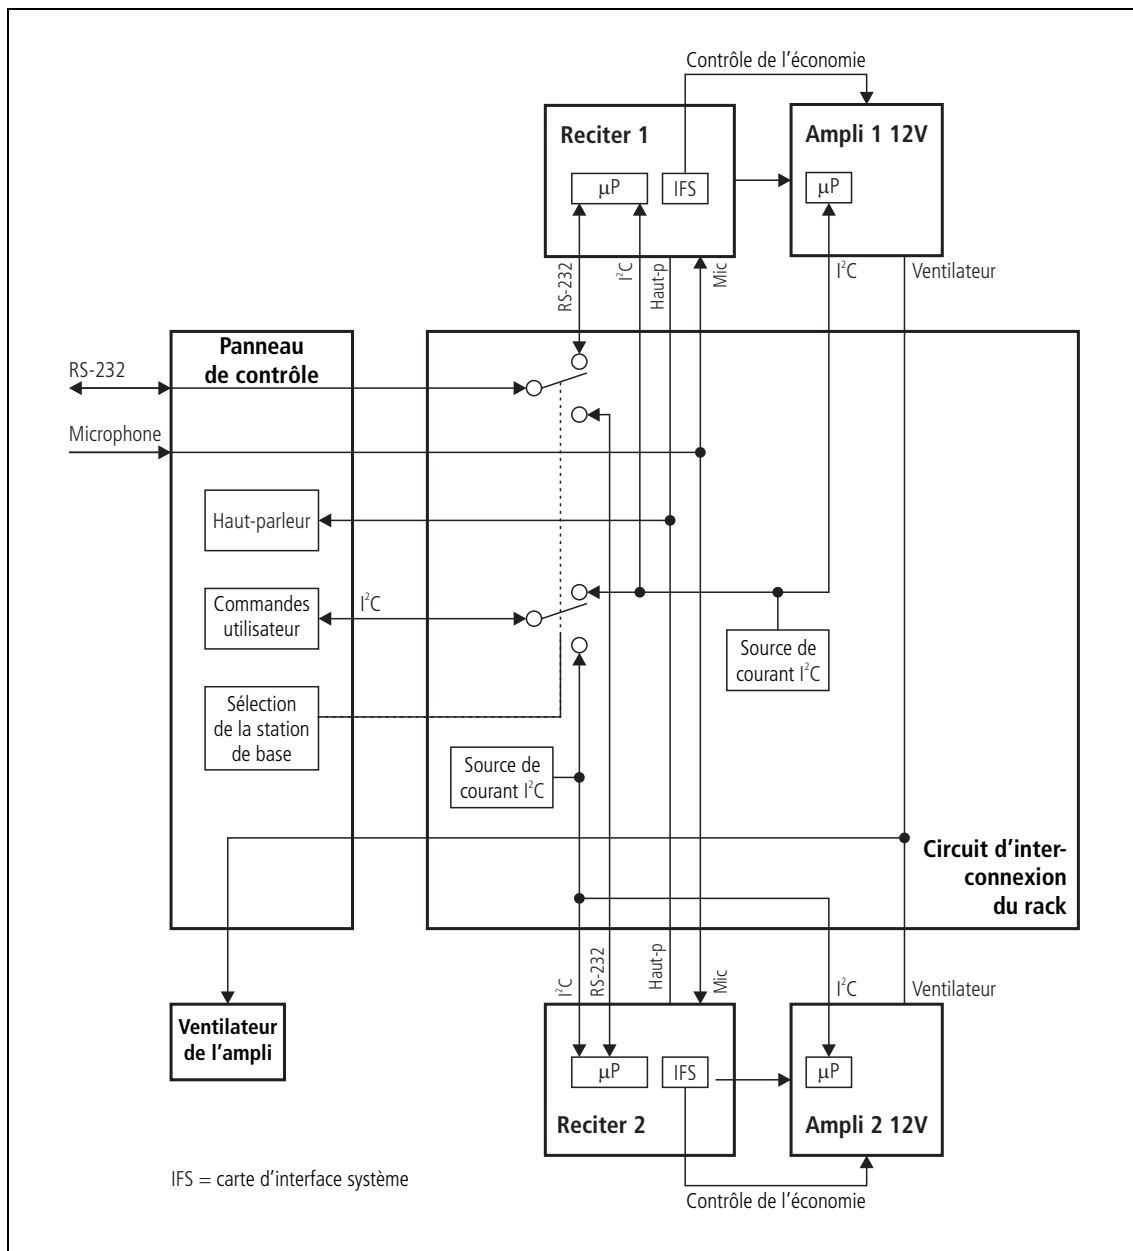 Contrôle de l'économie
Reciter 1
Ampli 1 12V
µP
IFS
µP
RS-232
I²C
Haut-p
Mic
I²C
Ventilateur
Panneau
de contrôle
RS-232
Microphone
Haut-parleur
Commandes
utilisateur
I²C
Source de
courant I²C
Sélection
de la station
de base
Source de
courant I²C
Circuit d'inter-
connexion
du rack
I²C
RS-232
Haut-p
Mic
I²C
Ventilateur
Ventilateur
de l'ampli
µP
IFS
µP
Reciter 2
Ampli 2 12V
IFS = carte d'interface système
Contrôle de l'économie